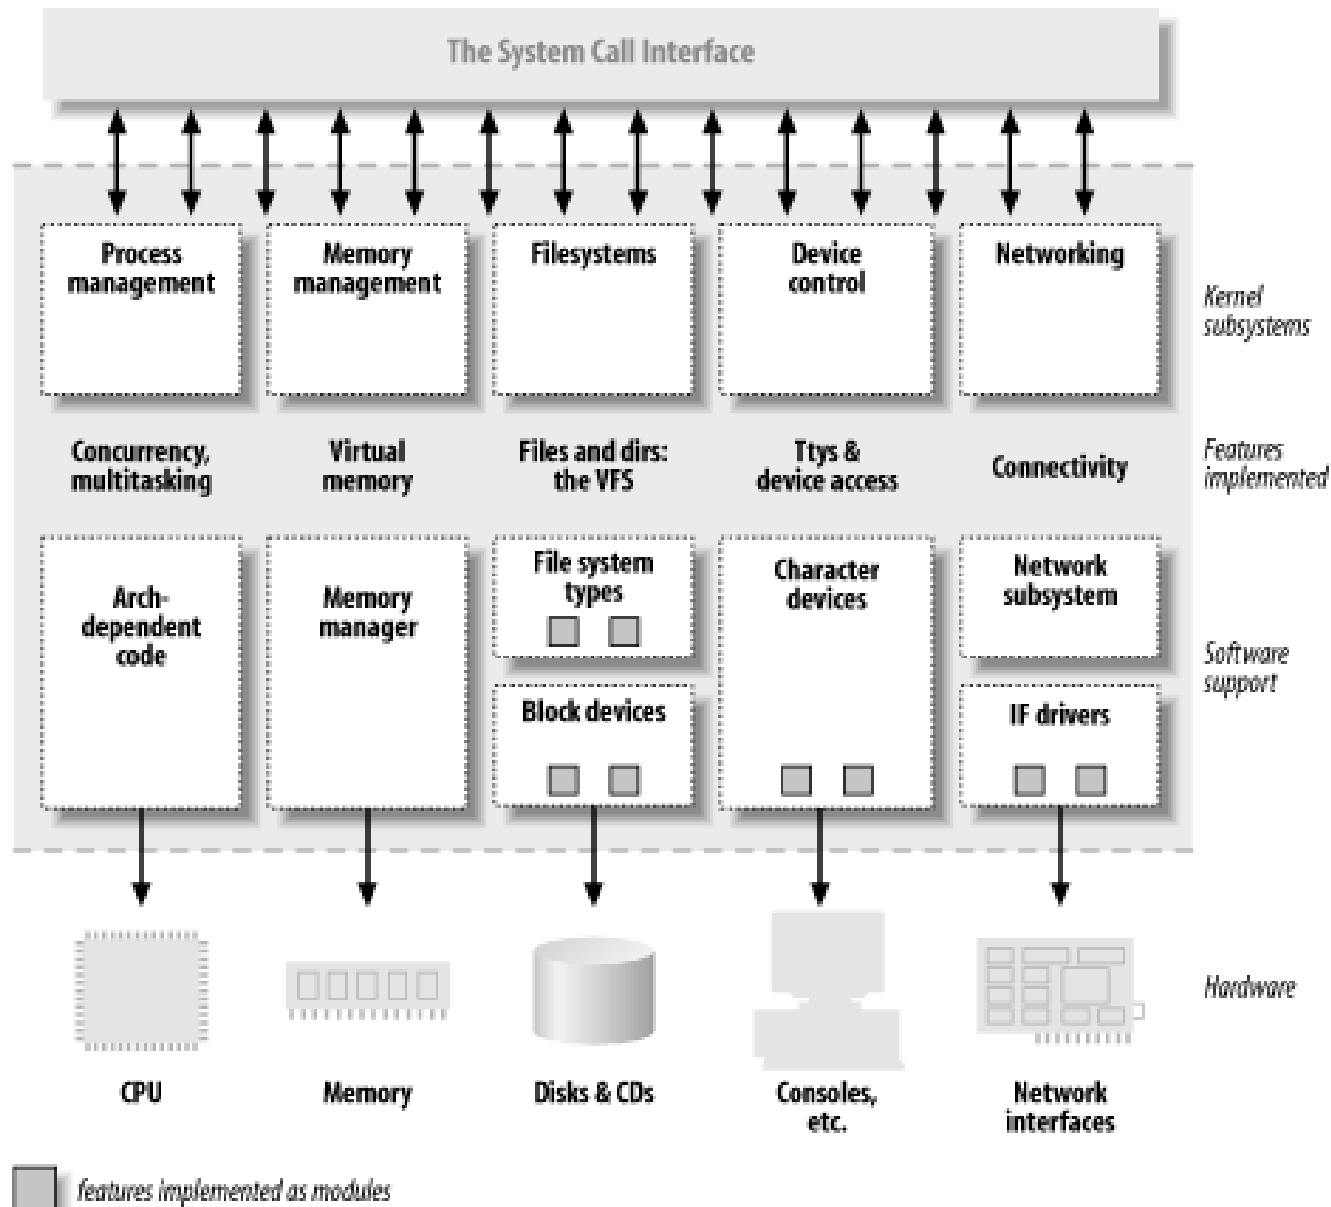 The System Call Interface
Process
management
Memory
management
Filesystems
Device
control
Networking
Kernel
subsystems
Concurrency,
multitasking
Virtual
memory
Files and dirs:
the VFS
Ttys &
device access
Connectivity
Features
implemented
Arch-
dependent
code
Memory
manager
File system
types
Block devices
Character
devices
Network
subsystem
IF drivers
Software
support
Hardware
CPU
Memory
Disks & CDs
Consoles,
etc.
Network
interfaces
features implemented as modules